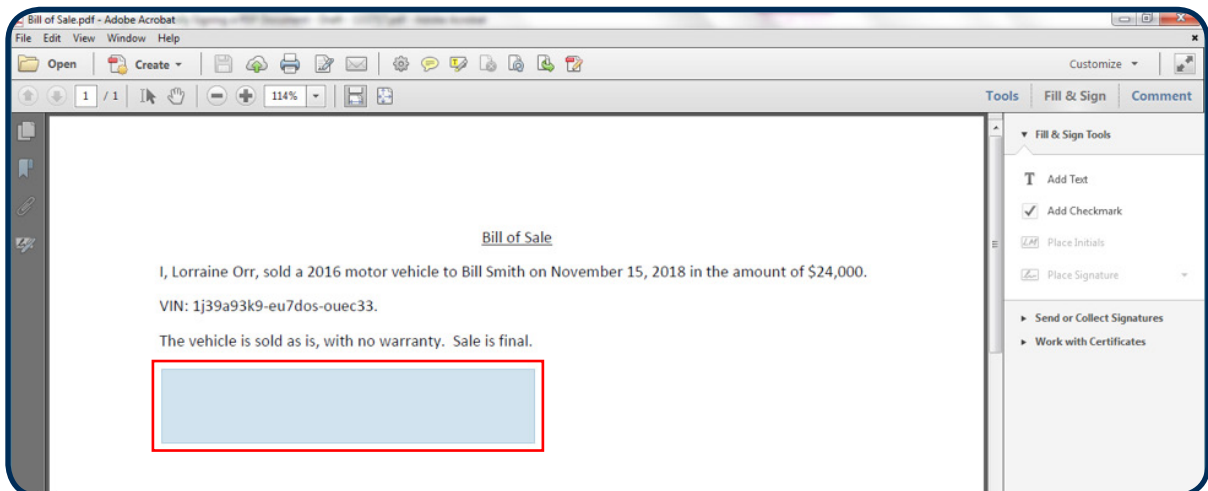 Bill of Sale.pdf - Adobe Acrobat
File Edit View Window Help
Open Create Customize
1 / 1 114% Tools Fill & Sign Comment
Fill & Sign Tools
T Add Text
Add Checkmark
Place Initials
Place Signature
Send or Collect Signatures
Work with Certificates
Bill of Sale
I, Lorraine Orr, sold a 2016 motor vehicle to Bill Smith on November 15, 2018 in the amount of $24,000.
VIN: 1j39a93k9-eu7dos-ouec33.
The vehicle is sold as is, with no warranty. Sale is final.